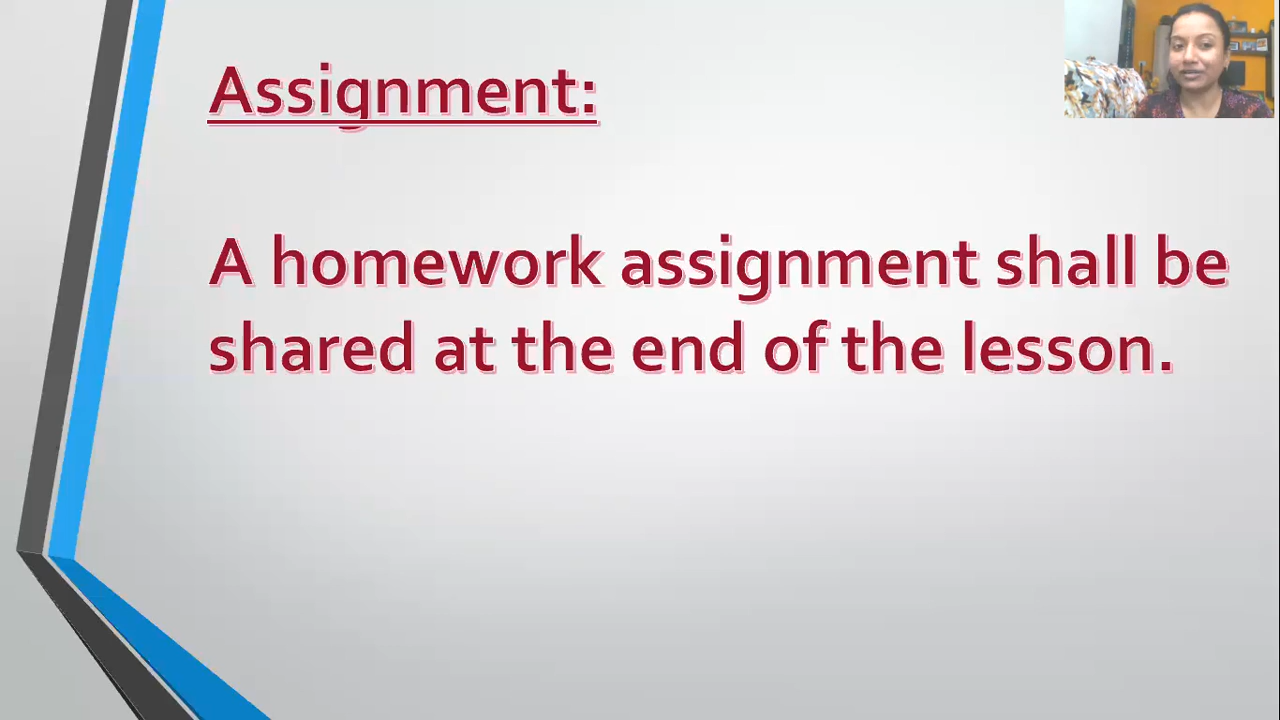 Assignment:
A homework assignment shall be
shared at the end of the lesson.